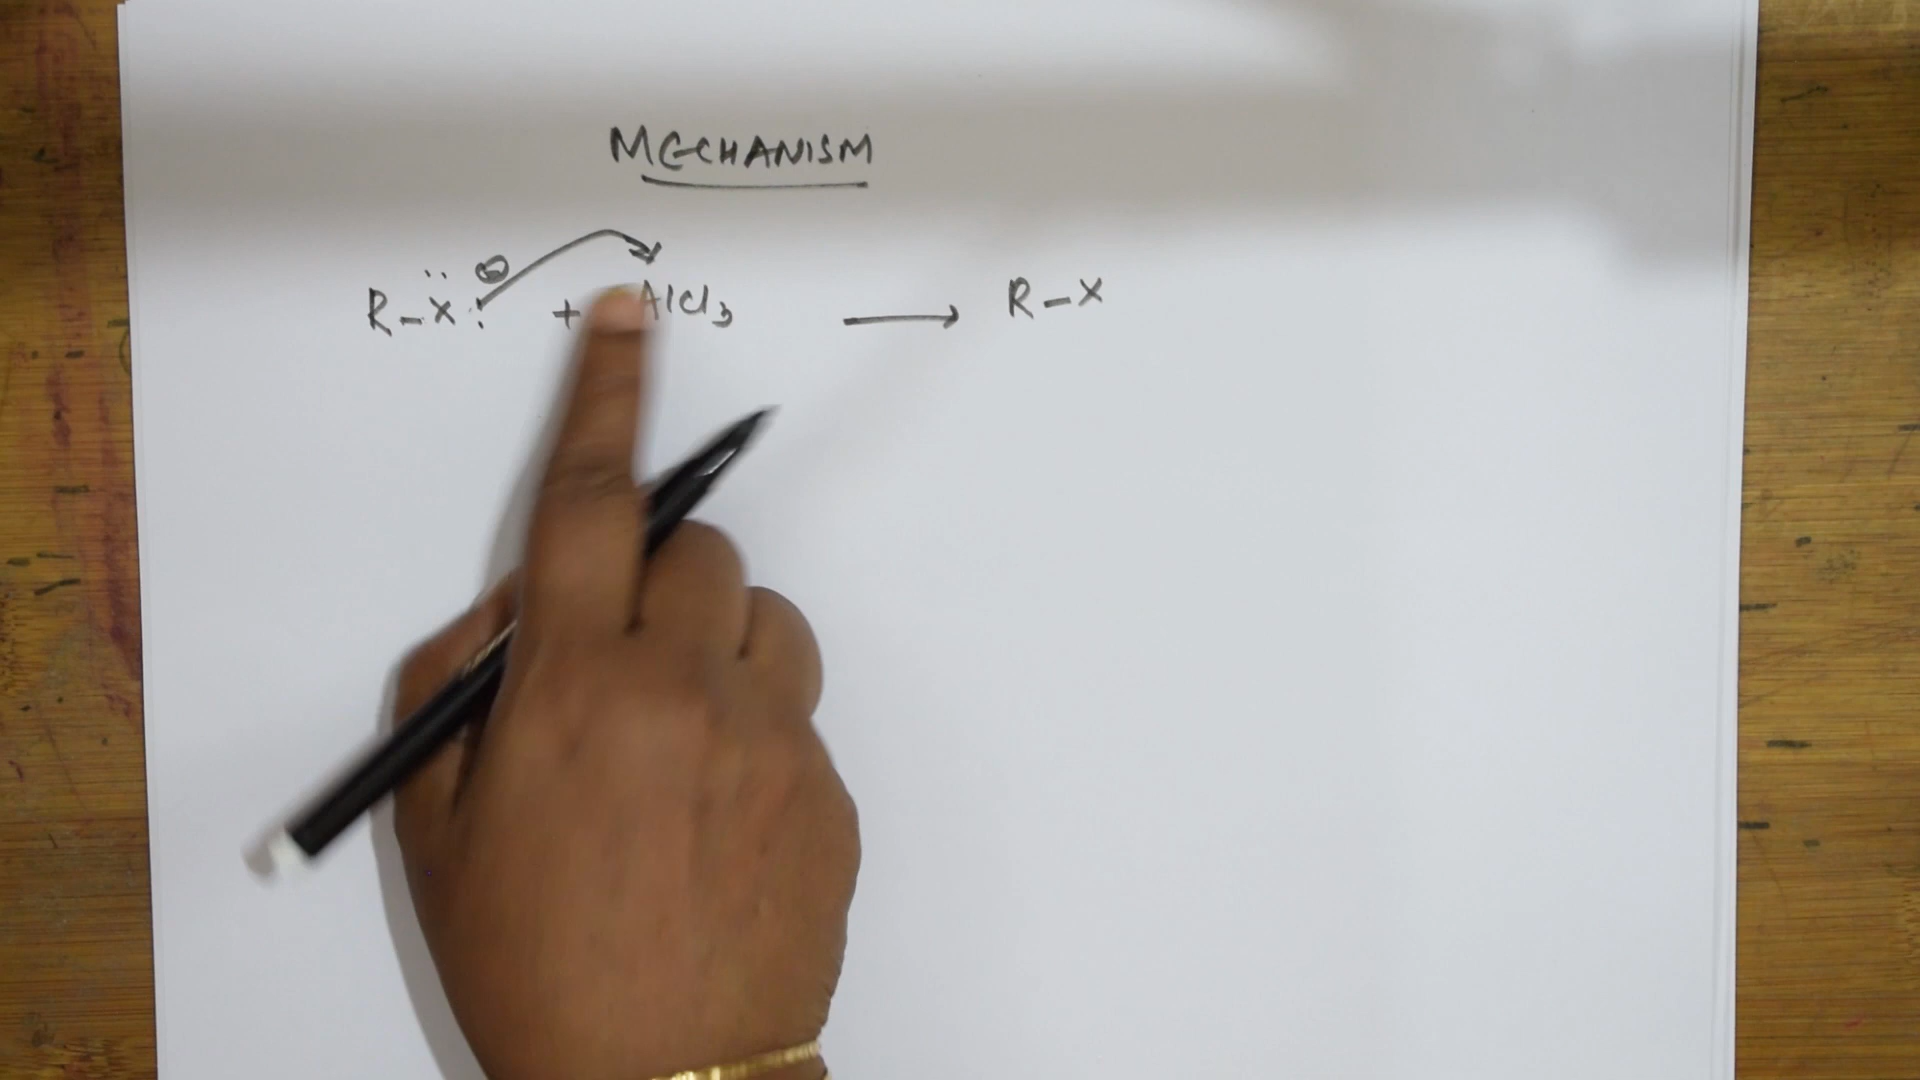 MECHANISM
R-Ẍ: ⊖ + AlCl3 ⟶ R-X